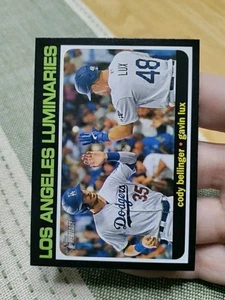 LOS ANGELES LUMINARIES
LUX
48
Dodgers
35
cody bellinger • gavin lux